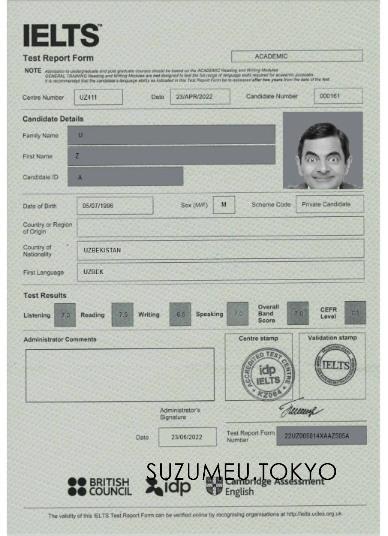 IELTS™
Test Report Form
ACADEMIC
NOTE Admission to undergraduate and post graduate courses should be based on the ACADEMIC Reading and Writing Modules
GENERAL TRAINING Reading and Writing Modules are not designed to test the full range of language skills required for academic purposes
It is recommended that the candidate's language ability as indicated in this Test Report Form be re-assessed after two years from the date of the test
Centre Number UZ411 Date 23/APR/2022 Candidate Number 000161
Candidate Details
Family Name U
First Name Z
Candidate ID A
Date of Birth 05/07/1996 Sex (M/F) M Scheme Code Private Candidate
Country or Region
of Origin
Country of
Nationality UZBEKISTAN
First Language UZBEK
Test Results
Listening 7.0 Reading 7.5 Writing 6.5 Speaking 7.0 Overall Band Score 7.0 CEFR Level C1
Administrator Comments
Centre stamp
Validation stamp
ACCREDITED TEST CENTRE
idp
IELTS
KZ064
IELTS
Administrator's
Signature
Date 23/05/2022 Test Report Form
Number
SUZUMEU.TOKYO
BRITISH
COUNCIL
idp
Cambridge Assessment
English
The validity of this IELTS Test Report Form can be verified online by recognising organisations at http://ielts.ucles.org.uk